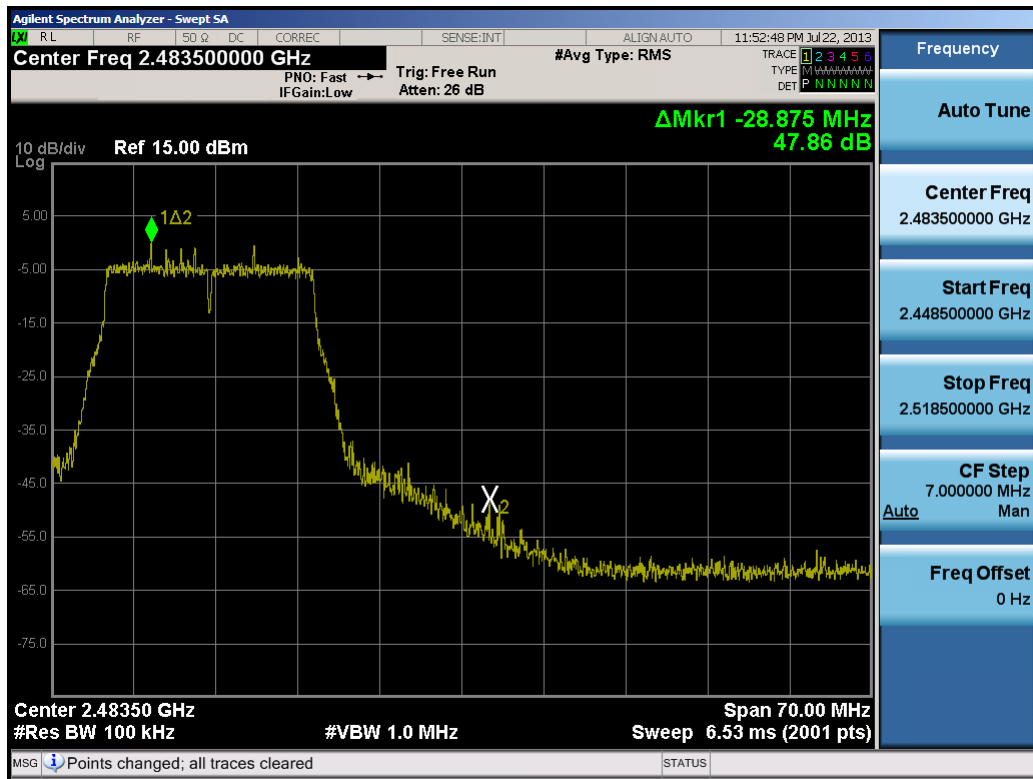 Agilent Spectrum Analyzer - Swept SA
LXI RL RF 50 Ω DC CORREC SENSE:INT ALIGN AUTO 11:52:48 PM Jul 22, 2013
Center Freq 2.483500000 GHz
#Avg Type: RMS
TRACE 1 2 3 4 5 6
PNO: Fast
Trig: Free Run
TYPE M WWWWW
IFGain:Low
Atten: 26 dB
DET P N N N N N
ΔMkr1 -28.875 MHz
47.86 dB
10 dB/div Ref 15.00 dBm
Log
5.00
1Δ2
-5.00
-15.0
-25.0
-35.0
-45.0
X2
-55.0
-65.0
-75.0
Center 2.48350 GHz
Span 70.00 MHz
#Res BW 100 kHz
#VBW 1.0 MHz
Sweep 6.53 ms (2001 pts)
MSG Points changed; all traces cleared
STATUS
Frequency
Auto Tune
Center Freq
2.483500000 GHz
Start Freq
2.448500000 GHz
Stop Freq
2.518500000 GHz
CF Step
7.000000 MHz
Auto Man
Freq Offset
0 Hz